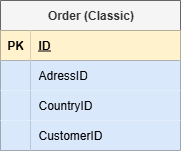 Order (Classic)
PK ID
AdressID
CountryID
CustomerID